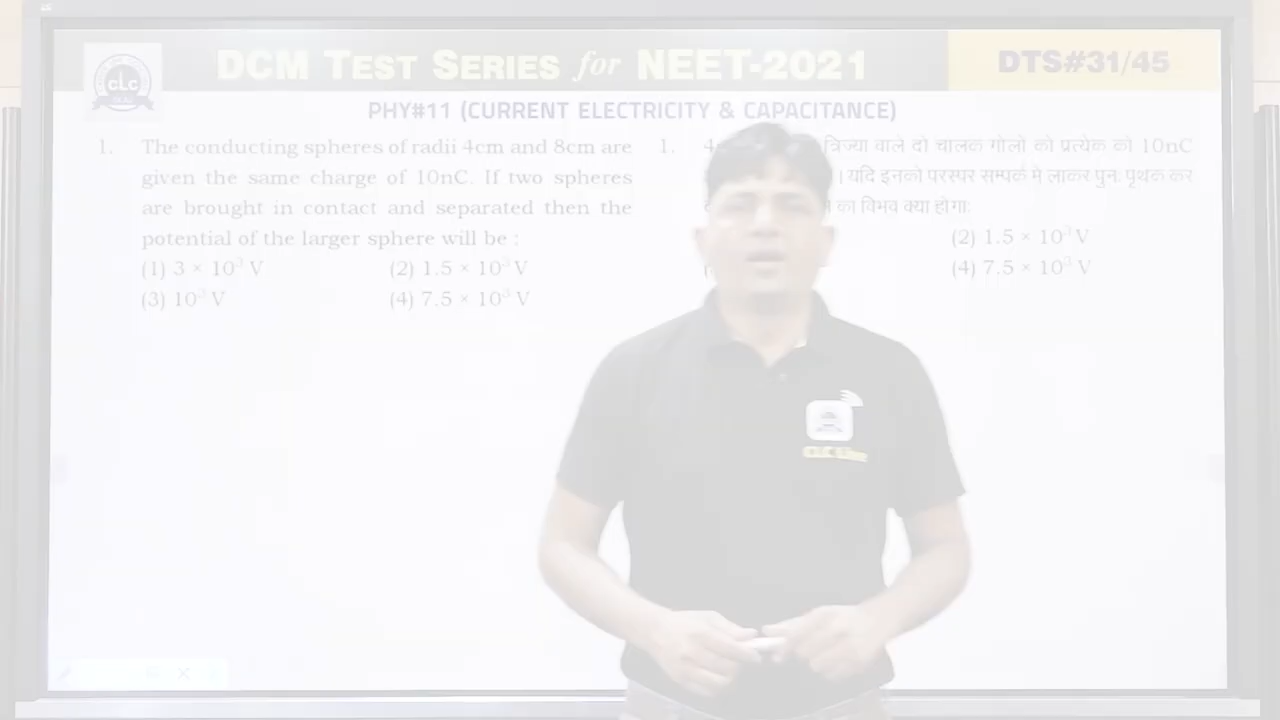 DCM TEST SERIES for NEET-2021
DTS#31/45
CLC
PHY#11 (CURRENT ELECTRICITY & CAPACITANCE)
1. The conducting spheres of radii 4cm and 8cm are
given the same charge of 10nC. If two spheres
are brought in contact and separated then the
potential of the larger sphere will be :
(1) 3 × 10³ V (2) 1.5 × 10³ V
(3) 10³ V (4) 7.5 × 10³ V
1. 4 त्रिज्या वाले दो चालक गोलो को प्रत्येक को 10nC
। यदि इनको परस्पर सम्पर्क मे लाकर पुनः पृथक कर
का विभव क्या होगाः
(2) 1.5 × 10³ V
(4) 7.5 × 10³ V